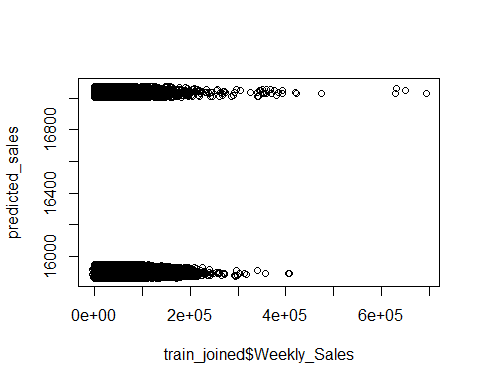 predicted_sales
16800
16400
16000
0e+00 2e+05 4e+05 6e+05
train_joined$Weekly_Sales